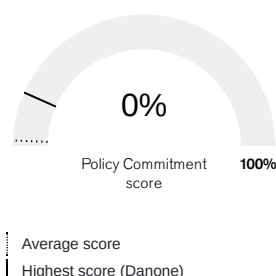 0%
Policy Commitment 100%
score
Average score
Highest score (Danone)